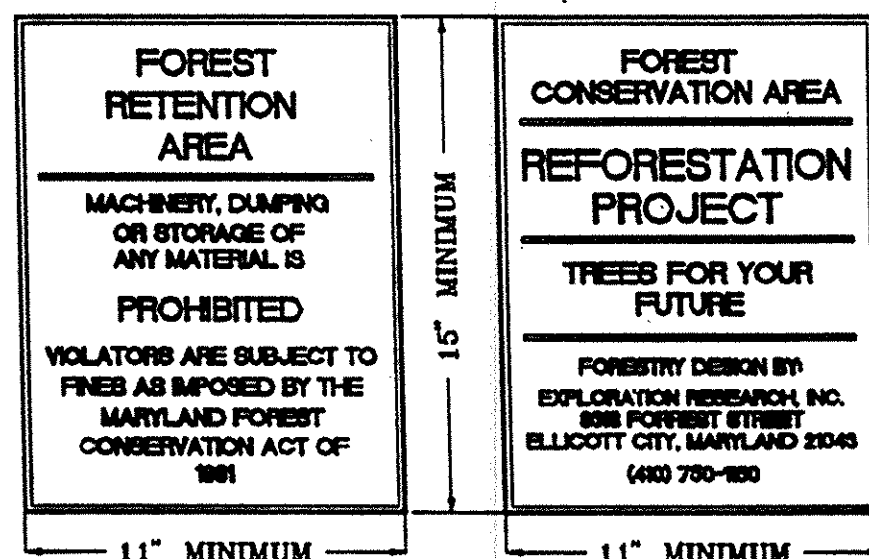 FOREST
RETENTION
AREA
MACHINERY, DUMPING
OR STORAGE OF
ANY MATERIAL IS
PROHIBITED
VIOLATORS ARE SUBJECT TO
FINES AS IMPOSED BY THE
MARYLAND FOREST
CONSERVATION ACT OF
1991
11" MINIMUM
15" MINIMUM
FOREST
CONSERVATION AREA
REFORESTATION
PROJECT
TREES FOR YOUR
FUTURE
FORESTRY DESIGN BY:
EXPLORATION RESEARCH, INC.
FORREST STREET
ELLICOTT CITY, MARYLAND 21043
(410)
11" MINIMUM